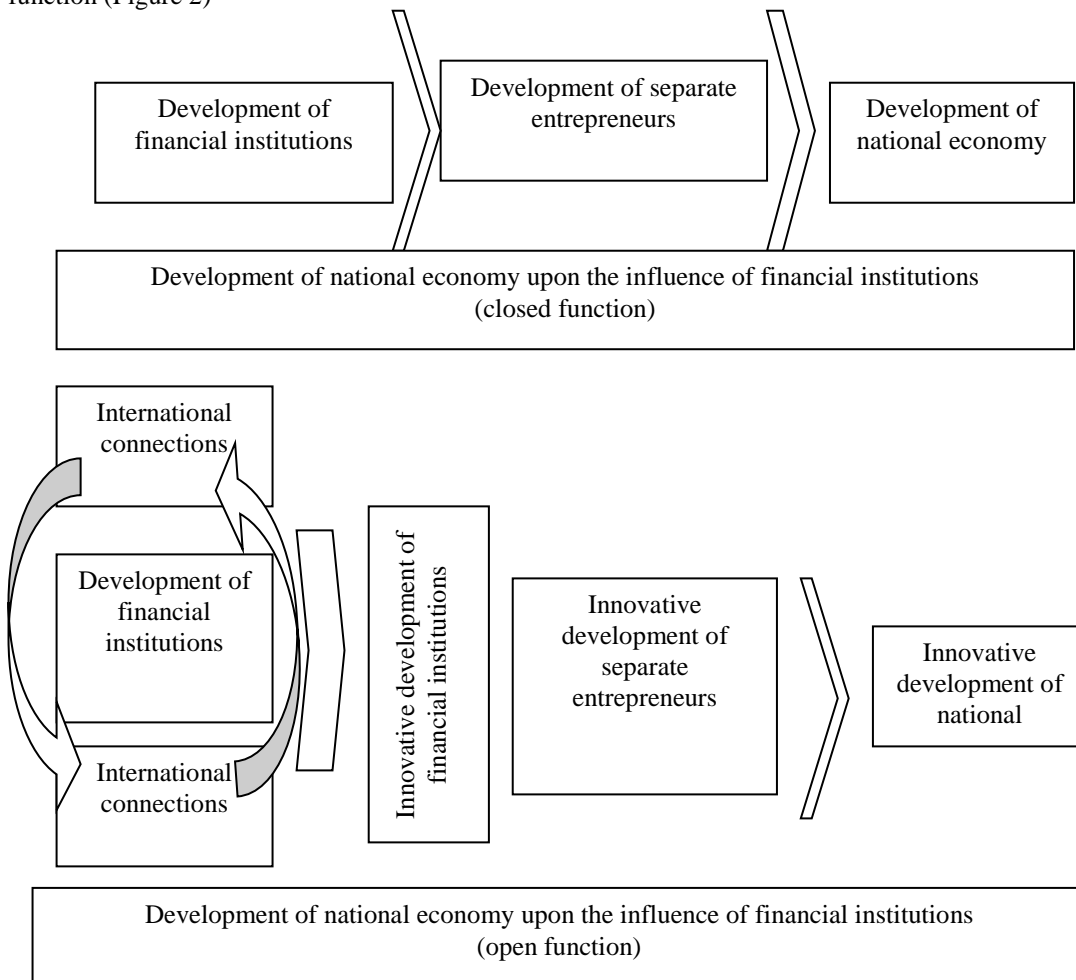 function (Figure 2)
Development of
financial institutions
Development of separate
entrepreneurs
Development of
national economy
Development of national economy upon the influence of financial institutions
(closed function)
International
connections
Development of
financial
institutions
International
connections
Innovative development of
financial institutions
Innovative
development of
separate
entrepreneurs
Innovative
development of
national
Development of national economy upon the influence of financial institutions
(open function)